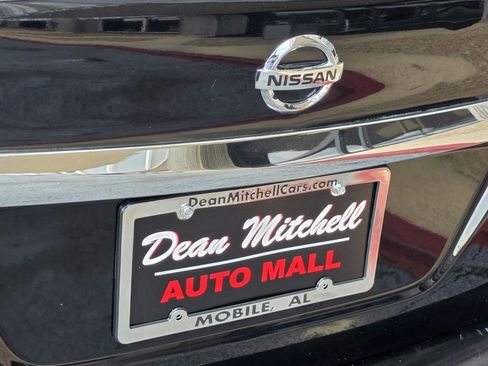 NISSAN
DeanMitchellCars.com
Dean Mitchell
AUTO MALL
MOBILE, AL